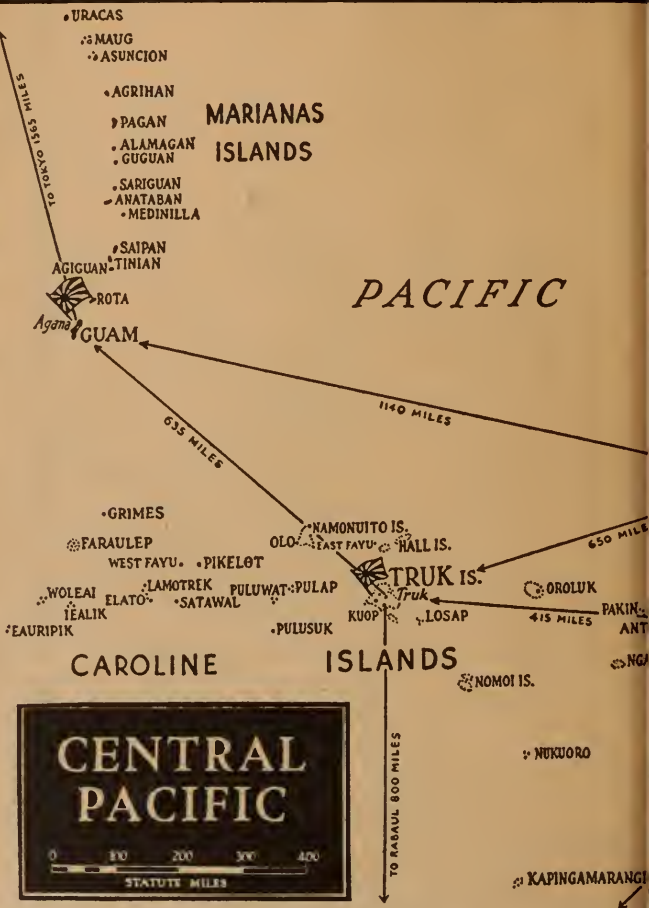 URACAS
MAUG
ASUNCION
AGRIHAN
MARIANAS
ISLANDS
PAGAN
ALAMAGAN
GUGUAN
SARIGUAN
ANATABAN
MEDINILLA
TO TOKYO 1565 MILES
SAIPAN
TINIAN
AGIGUAN
ROTA
Agana
GUAM
PACIFIC
1140 MILES
635 MILES
GRIMES
NAMONUITO IS.
OLO
EAST FAYU
HALL IS.
650 MILE
FARAULEP
WEST FAYU
PIKELOT
TRUK IS.
Truk
OROLUK
WOLEAI
LAMOTREK
ELATO
SATAWAL
PULUWAT
PULAP
IEALIK
KUOP
LOSAP
415 MILES
PAKIN
ANT
EAURIPIK
PULUSUK
NGA
CAROLINE ISLANDS
NOMOI IS.
CENTRAL
PACIFIC
0 100 200 300 400
STATUTE MILES
TO RABAUL 800 MILES
NUKUORO
KAPINGAMARANGI